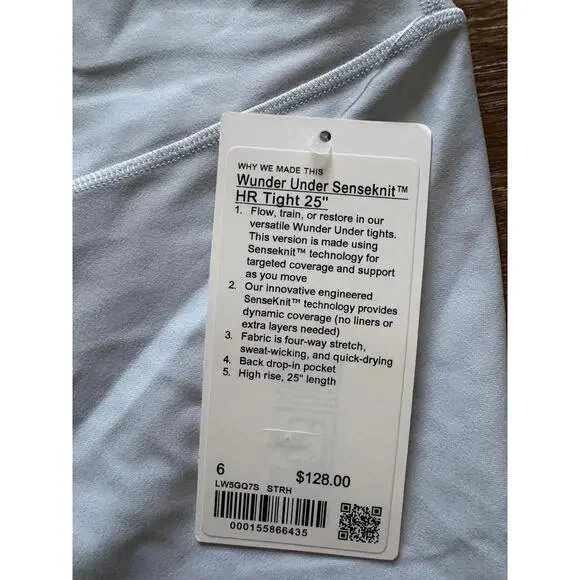 WHY WE MADE THIS
Wunder Under Senseknit™
HR Tight 25"
1. Flow, train, or restore in our
versatile Wunder Under tights.
This version is made using
Senseknit™ technology for
targeted coverage and support
as you move
2. Our innovative engineered
SenseKnit™ technology provides
dynamic coverage (no liners or
extra layers needed)
3. Fabric is four-way stretch,
sweat-wicking, and quick-drying
4. Back drop-in pocket
5. High rise, 25" length
6 $128.00
LW5GQ7S STRH
000155866435